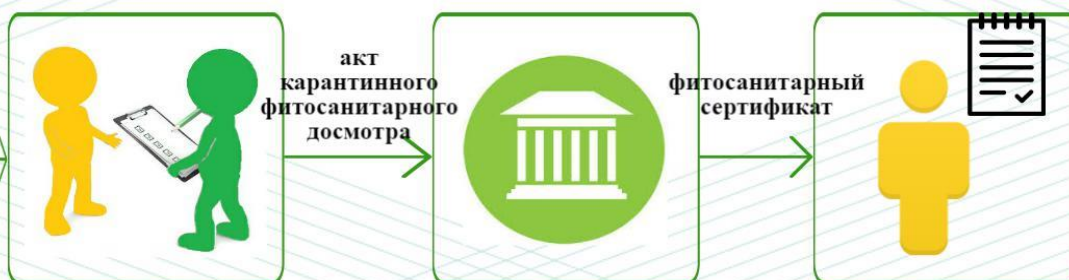 акт
карантинного
фитосанитарного
досмотра
фитосанитарный
сертификат